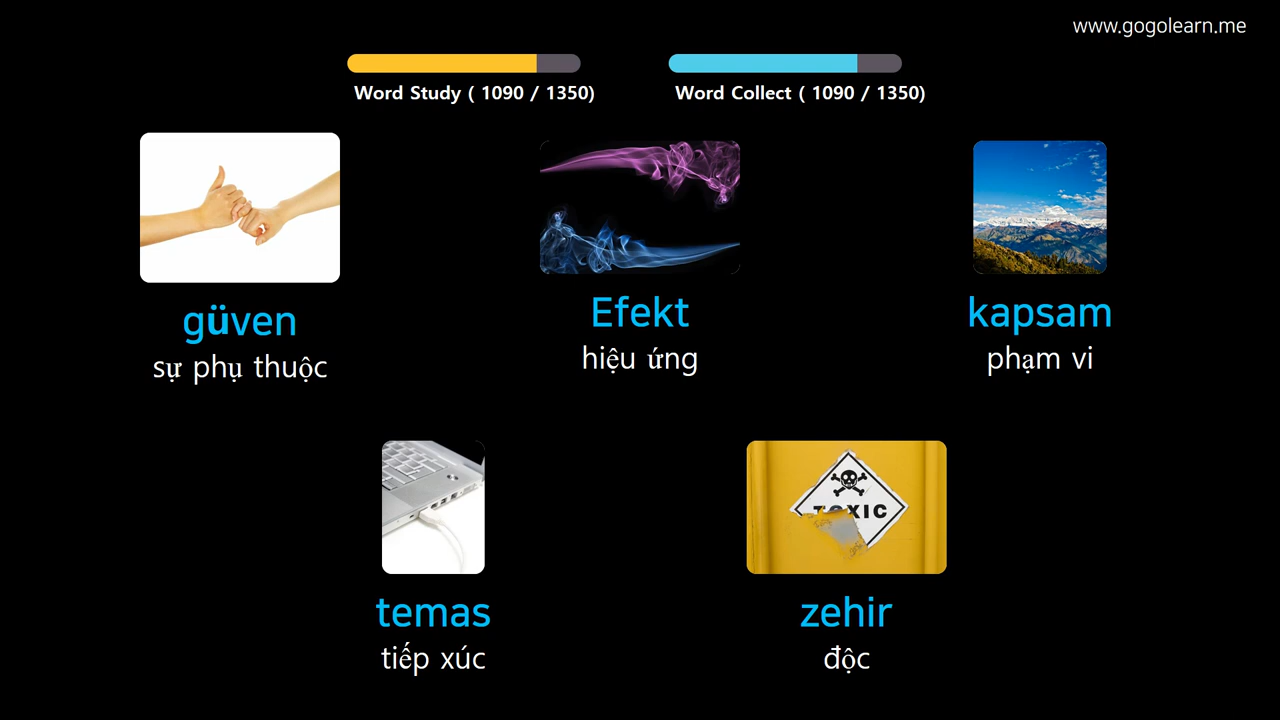 www.gogolearn.me
Word Study ( 1090 / 1350)
Word Collect ( 1090 / 1350)
güven
sự phụ thuộc
Efekt
hiệu ứng
kapsam
phạm vi
TOXIC
temas
tiếp xúc
zehir
độc